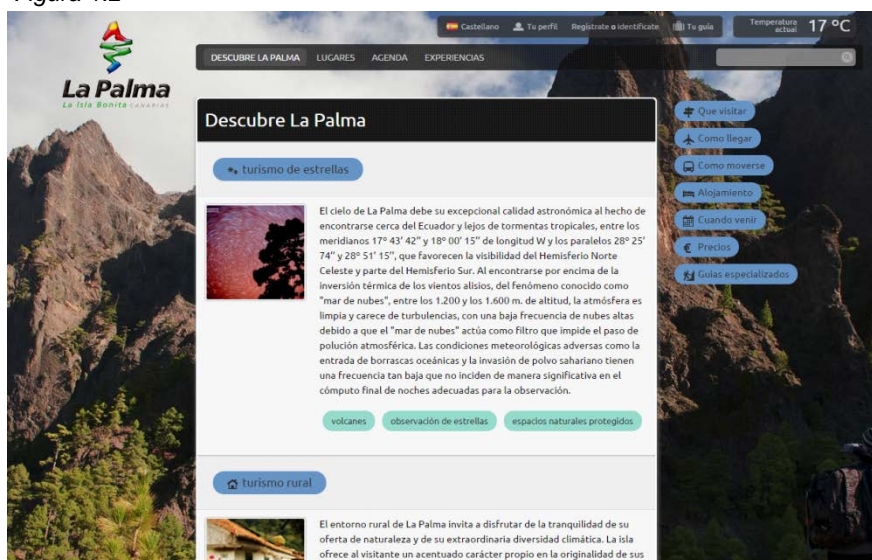 Castellano Tu perfil Regístrate o identifícate Tu guía Temperatura actual 17 ºC
DESCUBRE LA PALMA LUGARES AGENDA EXPERIENCIAS
La Palma
La Isla Bonita CANARIAS
Descubre La Palma
turismo de estrellas
El cielo de La Palma debe su excepcional calidad astronómica al hecho de
encontrarse cerca del Ecuador y lejos de tormentas tropicales, entre los
meridianos 17º 43' 42'' y 18º 00' 15'' de longitud W y los paralelos 28º 25'
74'' y 28º 51' 15'', que favorecen la visibilidad del Hemisferio Norte
Celeste y parte del Hemisferio Sur. Al encontrarse por encima de la
inversión térmica de los vientos alisios, del fenómeno conocido como
"mar de nubes", entre los 1.200 y los 1.600 m. de altitud, la atmósfera es
limpia y carece de turbulencias, con una baja frecuencia de nubes altas
debido a que el "mar de nubes" actúa como filtro que impide el paso de
polución atmosférica. Las condiciones meteorológicas adversas como la
entrada de borrascas oceánicas y la invasión de polvo sahariano tienen
una frecuencia tan baja que no inciden de manera significativa en el
cómputo final de noches adecuadas para la observación.
volcanes observación de estrellas espacios naturales protegidos
turismo rural
El entorno rural de La Palma invita a disfrutar de la tranquilidad de su
oferta de naturaleza y de su extraordinaria diversidad climática. La isla
ofrece al visitante un acentuado carácter propio en la originalidad de sus
Que visitar
Como llegar
Como moverse
Alojamiento
Cuando venir
Precios
Guias especializados